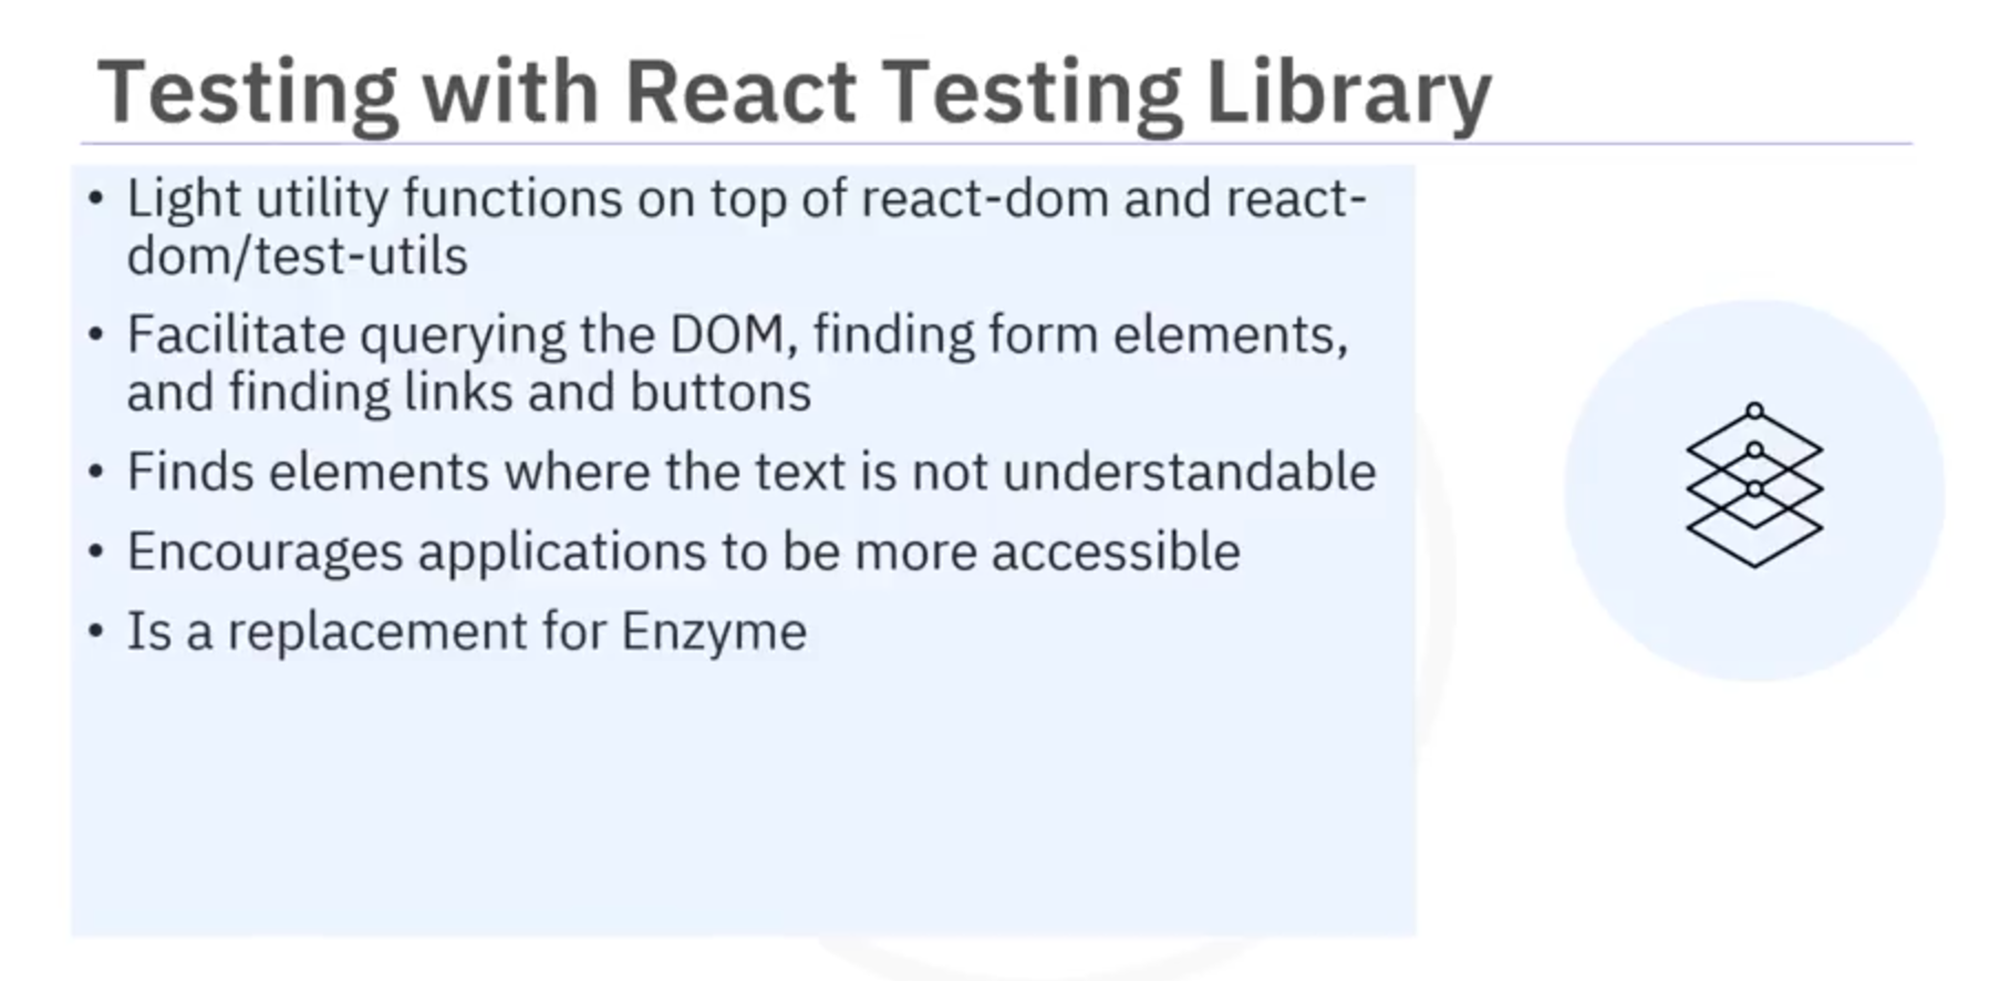 Testing with React Testing Library
• Light utility functions on top of react-dom and react-
dom/test-utils
• Facilitate querying the DOM, finding form elements,
and finding links and buttons
• Finds elements where the text is not understandable
• Encourages applications to be more accessible
• Is a replacement for Enzyme